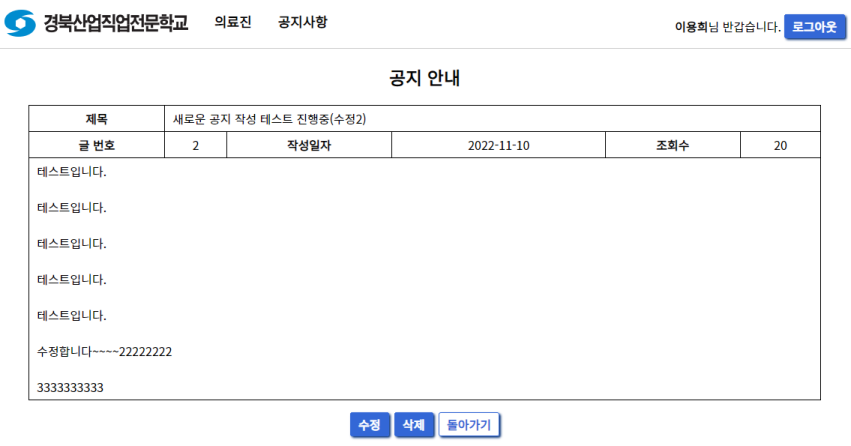 경북산업직업전문학교 의료진 공지사항 이용희님 반갑습니다. 로그아웃
공지 안내
제목 새로운 공지 작성 테스트 진행중(수정2)
글 번호 2 작성일자 2022-11-10 조회수 20
테스트입니다.
테스트입니다.
테스트입니다.
테스트입니다.
테스트입니다.
수정합니다~~~~22222222
3333333333
수정 삭제 돌아가기